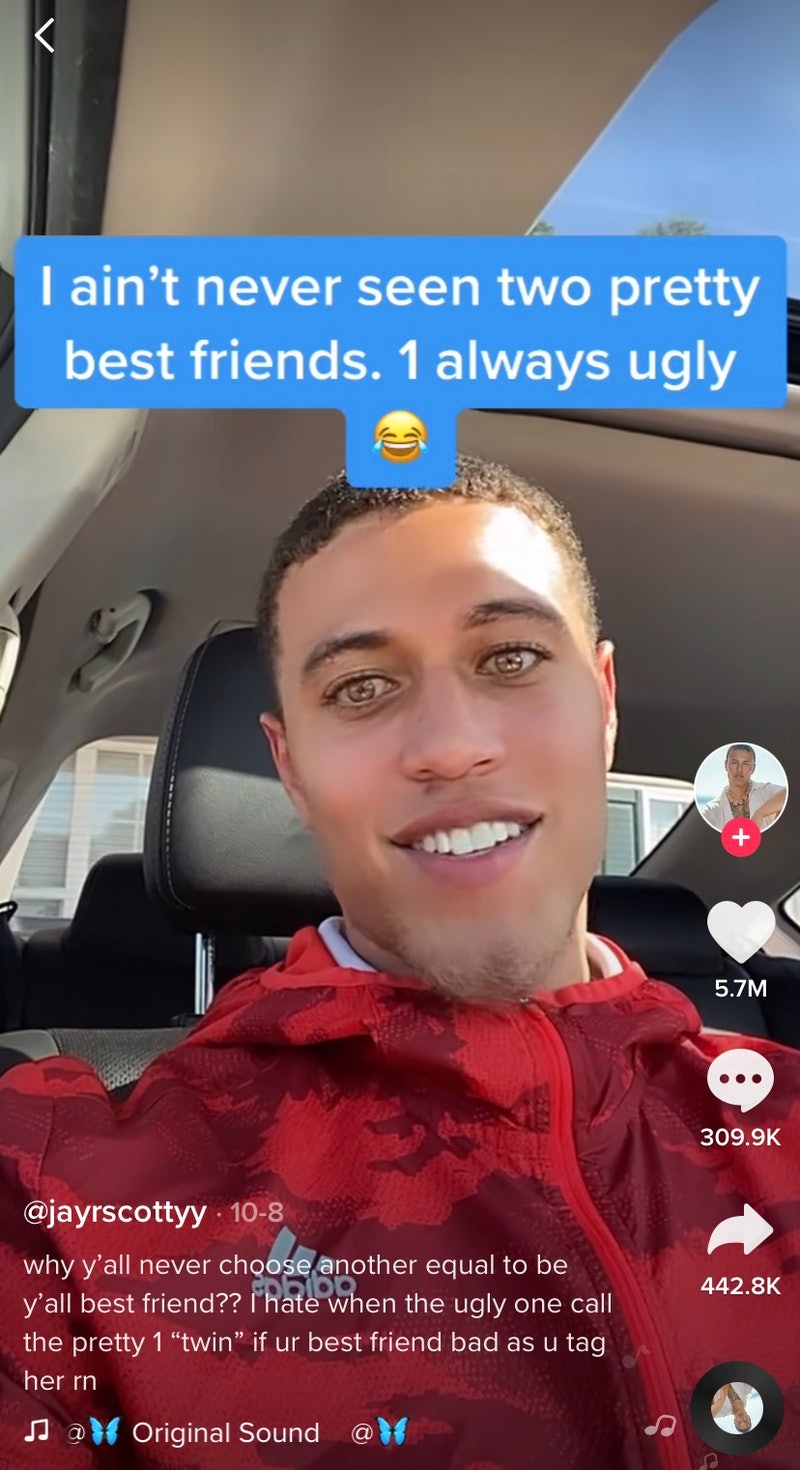 I ain’t never seen two pretty
best friends. 1 always ugly
😂
5.7M
309.9K
442.8K
@jayrscottyy · 10-8
adidas
why y’all never choose another equal to be
y’all best friend?? I hate when the ugly one call
the pretty 1 “twin” if ur best friend bad as u tag
her rn
@🦋 Original Sound @🦋